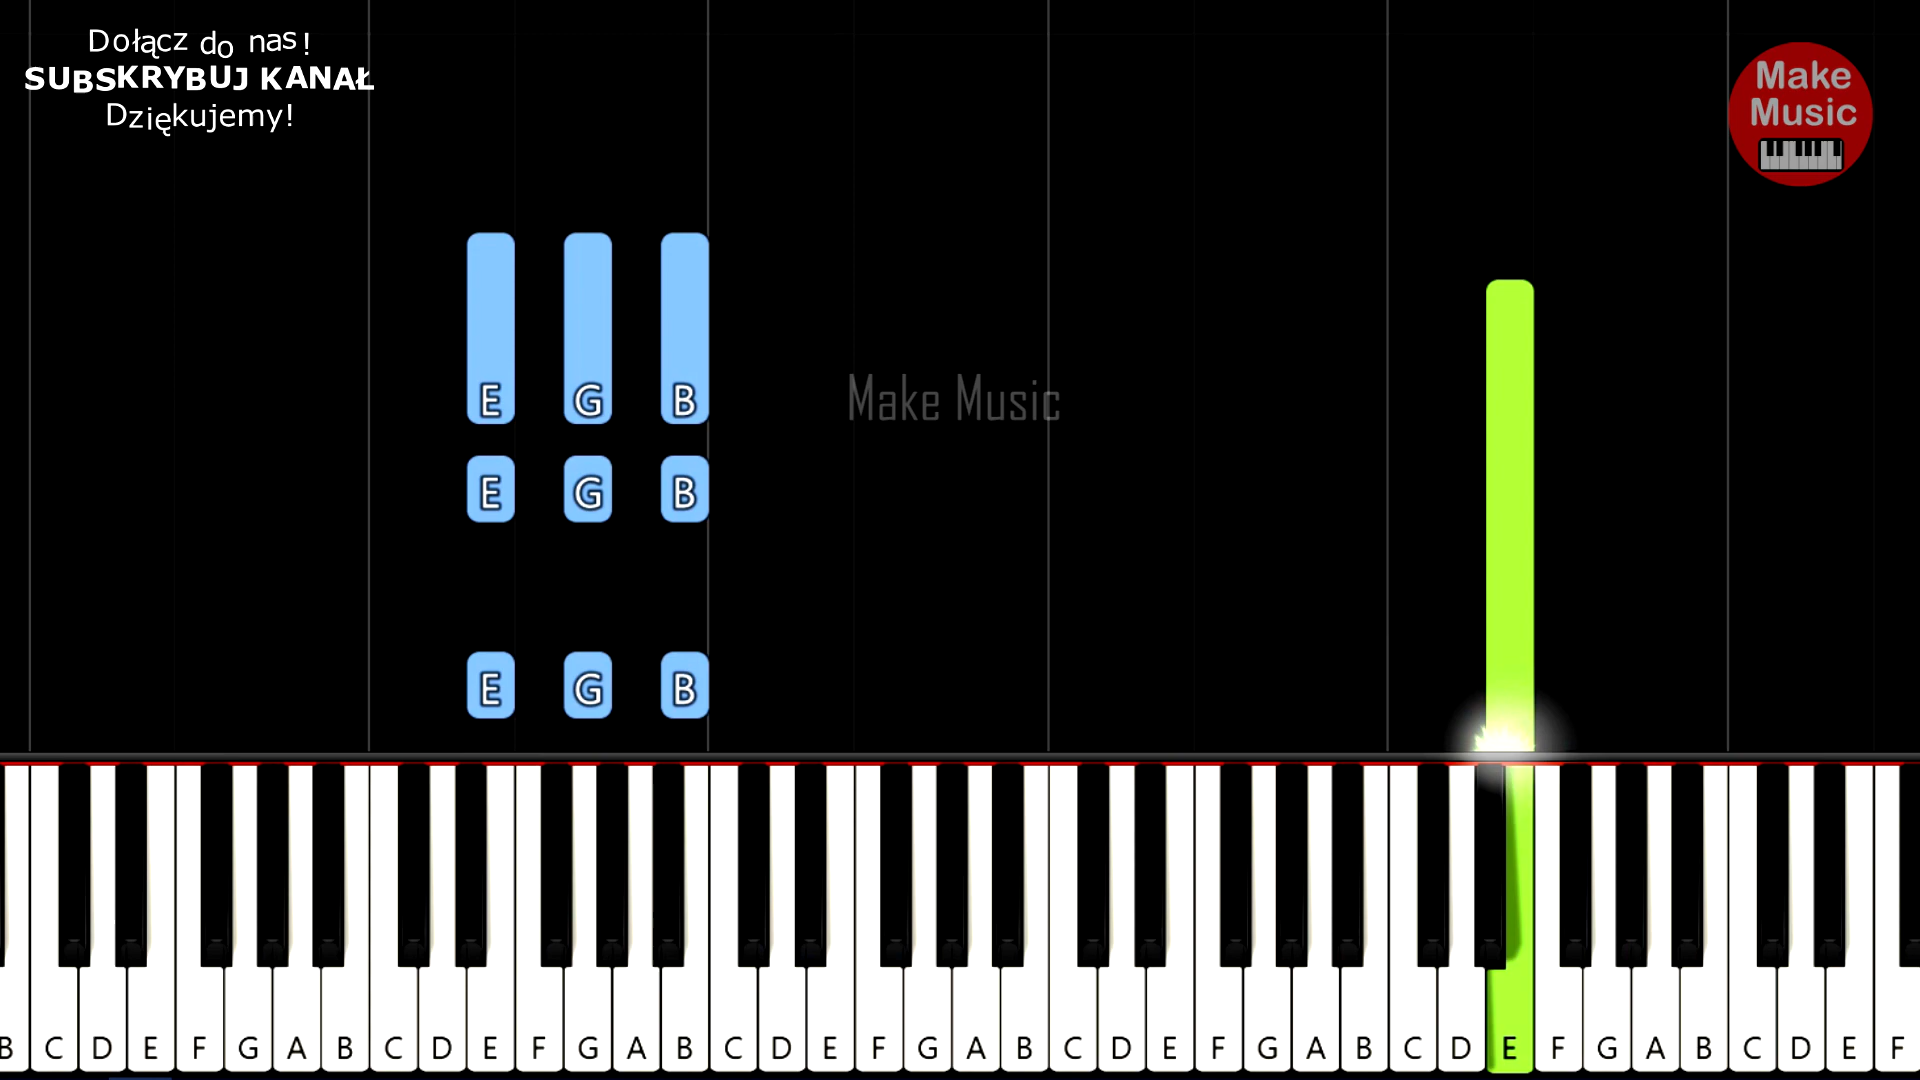 Dołącz do nas!
SUBSKRYBUJ KANAŁ
Dziękujemy!
Make
Music
E G B
Make Music
E G B
E G B
B C D E F G A B C D E F G A B C D E F G A B C D E F G A B C D E F G A B C D E F